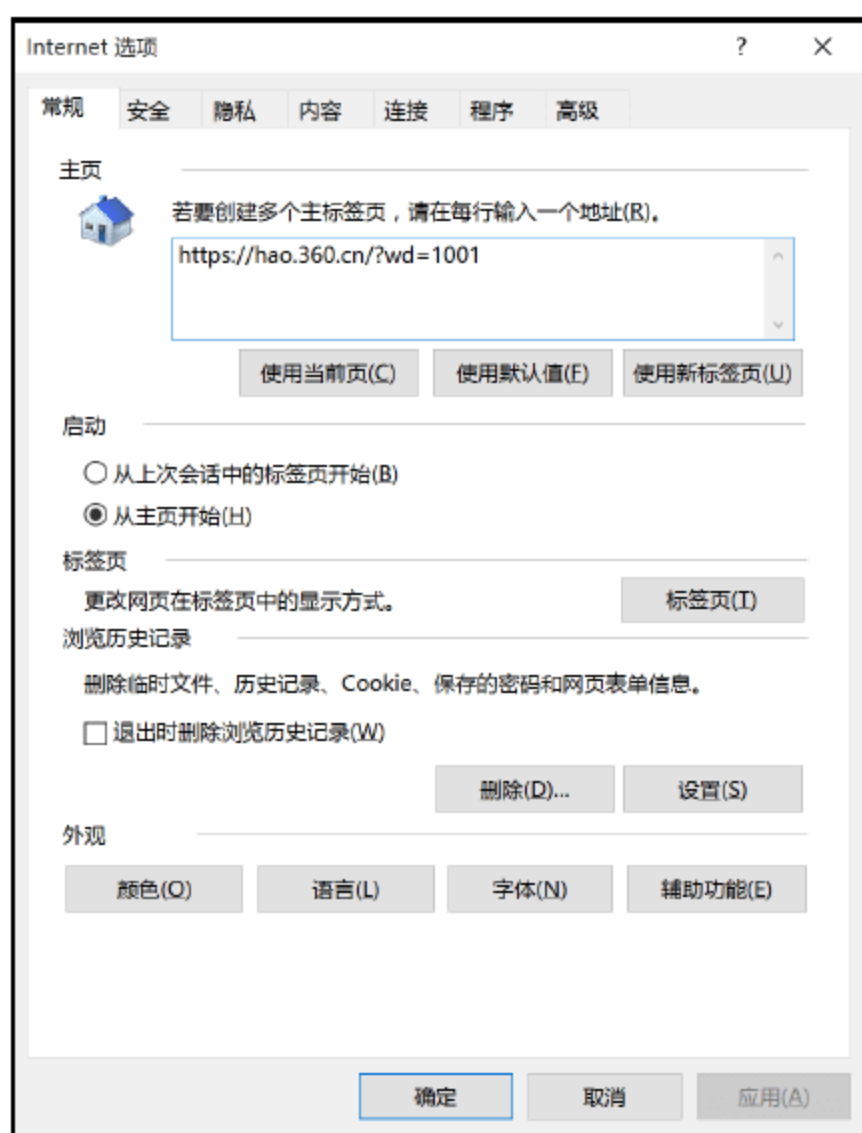 Internet 选项 ?
常规 安全 隐私 内容 连接 程序 高级
主页
若要创建多个主标签页，请在每行输入一个地址(R)。
https://hao.360.cn/?wd=1001
使用当前页(C) 使用默认值(F) 使用新标签页(U)
启动
从上次会话中的标签页开始(B)
从主页开始(H)
标签页
更改网页在标签页中的显示方式。 标签页(T)
浏览历史记录
删除临时文件、历史记录、Cookie、保存的密码和网页表单信息。
退出时删除浏览历史记录(W)
删除(D)... 设置(S)
外观
颜色(O) 语言(L) 字体(N) 辅助功能(E)
确定 取消 应用(A)